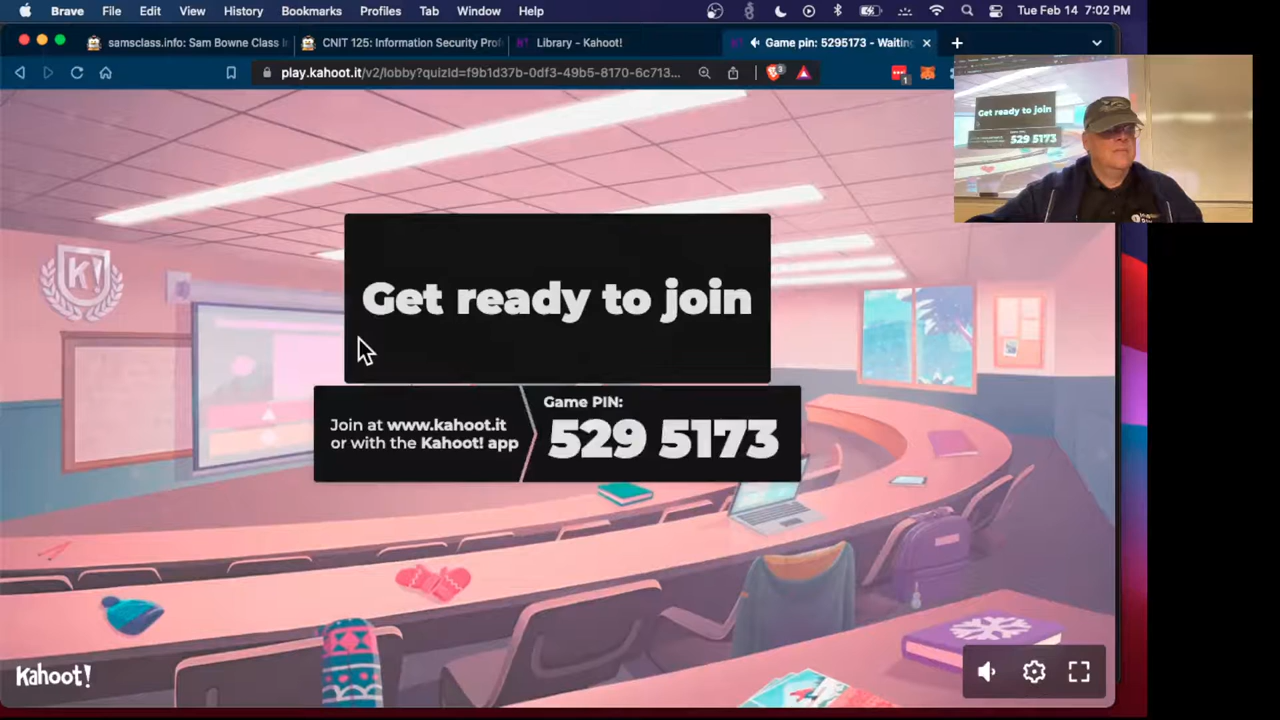 Brave File Edit View History Bookmarks Profiles Tab Window Help Tue Feb 14 7:02 PM
samsclass.info: Sam Bowne Class In
CNIT 125: Information Security Prof
Library - Kahoot!
Game pin: 5295173 - Waiting
play.kahoot.it/v2/lobby?quizId=f9b1d37b-0df3-49b5-8170-6c713...
3
1
Get ready to join
529 5173
K!
Get ready to join
Join at www.kahoot.it
or with the Kahoot! app
Game PIN:
529 5173
Kahoot!